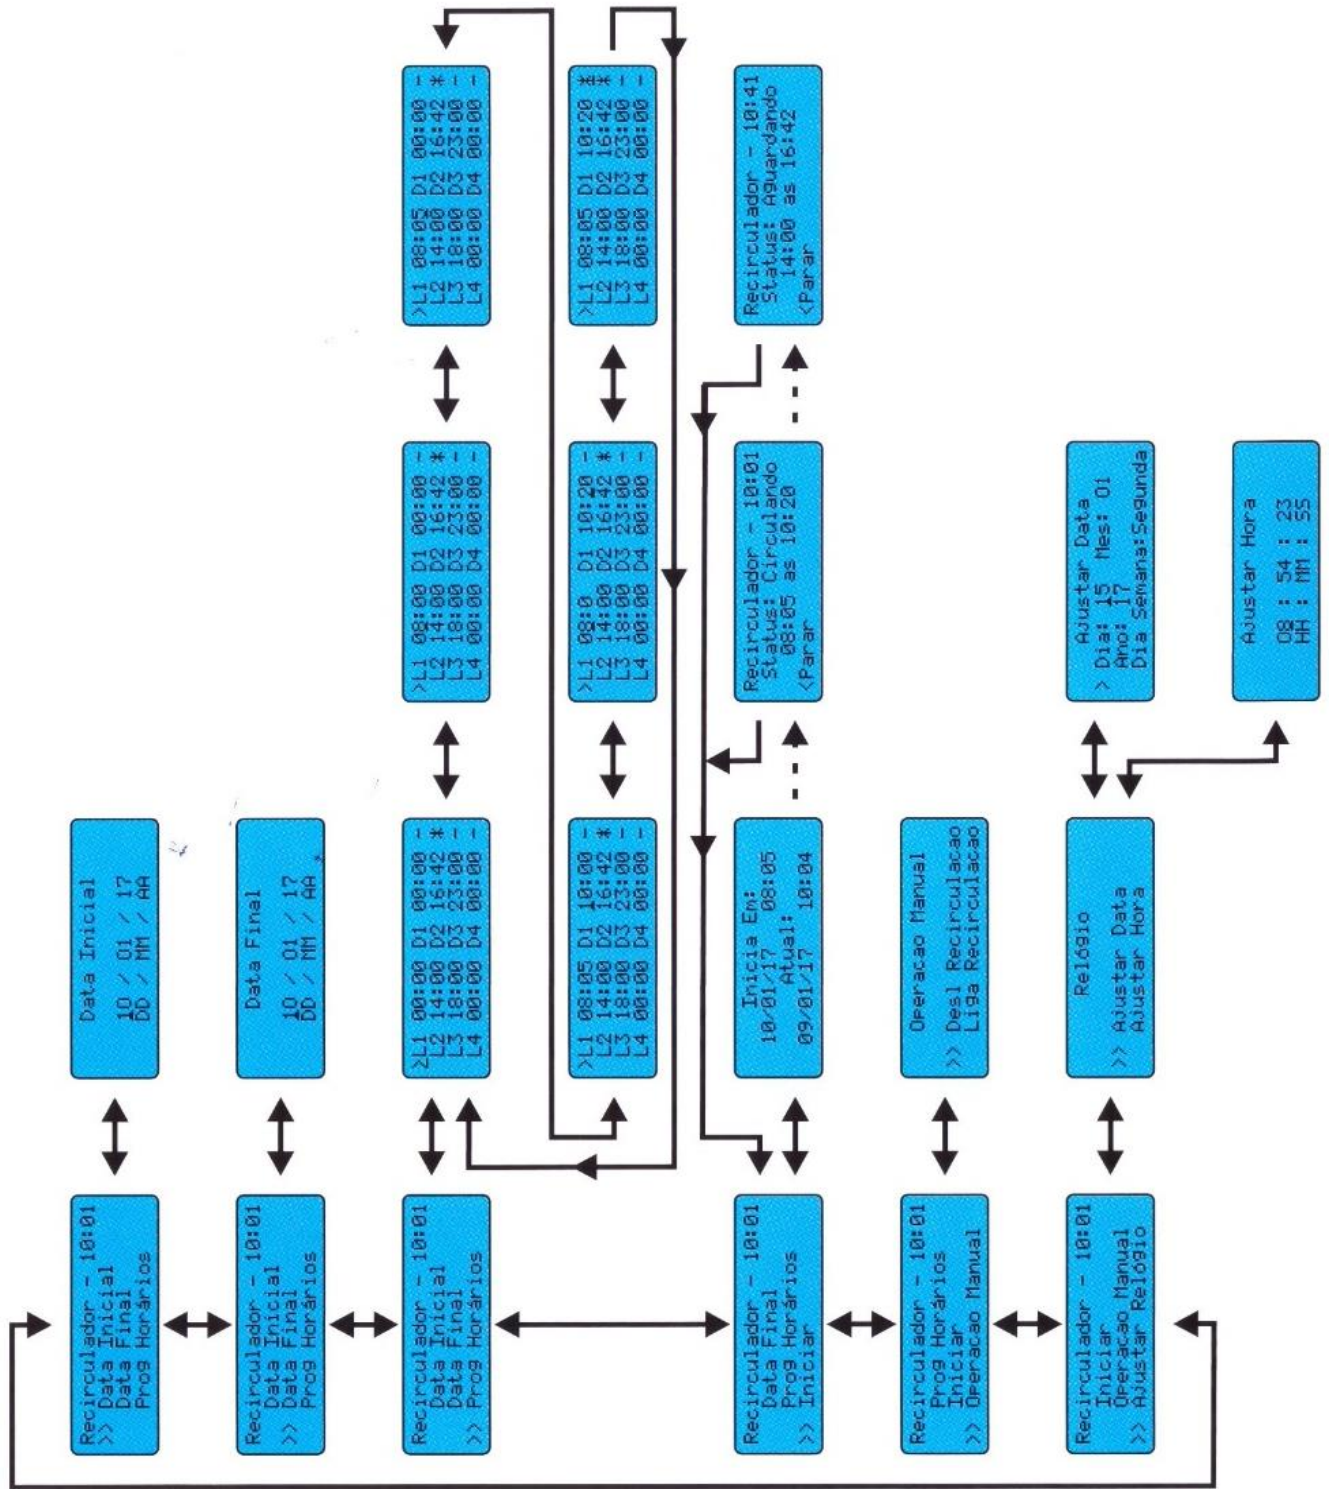 Recirculador - 10:01
>> Data Inicial
Data Final
Prog Horários
Data Inicial
10 / 01 / 17
DD / MM / AA
Recirculador - 10:01
Data Inicial
>> Data Final
Prog Horários
Data Final
10 / 01 / 17
DD / MM / AA
Recirculador - 10:01
Data Inicial
Data Final
>> Prog Horários
>L1 00:00 D1 00:00 -
L2 14:00 D2 16:42 *
L3 18:00 D3 23:00 -
L4 00:00 D4 00:00 -
>L1 08:00 D1 00:00 -
L2 14:00 D2 16:42 *
L3 18:00 D3 23:00 -
L4 00:00 D4 00:00 -
>L1 08:05 D1 00:00 -
L2 14:00 D2 16:42 *
L3 18:00 D3 23:00 -
L4 00:00 D4 00:00 -
>L1 08:05 D1 10:00 -
L2 14:00 D2 16:42 *
L3 18:00 D3 23:00 -
L4 00:00 D4 00:00 -
>L1 08:0 D1 10:20 -
L2 14:00 D2 16:42 *
L3 18:00 D3 23:00 -
L4 00:00 D4 00:00 -
>L1 08:05 D1 10:20 *
L2 14:00 D2 16:42 *
L3 18:00 D3 23:00 -
L4 00:00 D4 00:00 -
Recirculador - 10:01
Data Final
Prog Horários
>> Iniciar
Inicia Em:
10/01/17 08:05
Atual:
09/01/17 10:04
Recirculador - 10:01
Status: Circulando
08:05 as 10:20
<Parar
Recirculador - 10:41
Status: Aguardando
14:00 as 16:42
<Parar
Recirculador - 10:01
Prog Horários
Iniciar
>> Operacao Manual
Operacao Manual
>> Desl Recirculacao
Liga Recirculacao
Recirculador - 10:01
Iniciar
Operacao Manual
>> Ajustar Relógio
Relógio
>> Ajustar Data
Ajustar Hora
Ajustar Data
> Dia: 15 Mes: 01
Ano: 17
Dia Semana:Segunda
Ajustar Hora
08 : 54 : 23
HH : MM : SS